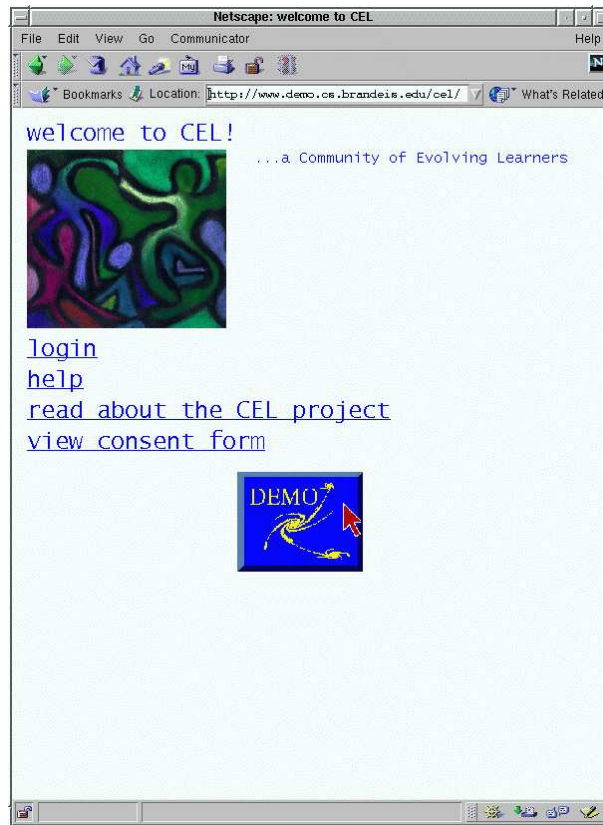 Netscape: welcome to CEL
File Edit View Go Communicator Help
My
N
Bookmarks Location: http://www.demo.cs.brandeis.edu/cel/ What's Related
welcome to CEL!
...a Community of Evolving Learners
login
help
read about the CEL project
view consent form
DEMO